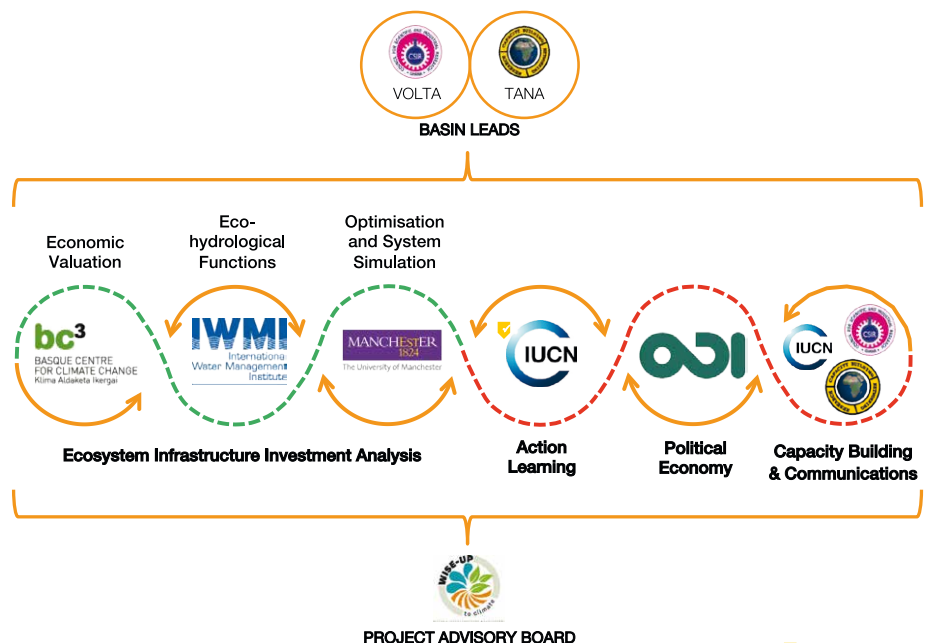 CSIR
VOLTA
TANA
BASIN LEADS
Economic
Valuation
Eco-
hydrological
Functions
Optimisation
and System
Simulation
bc³
BASQUE CENTRE
FOR CLIMATE CHANGE
Klima Aldaketa Ikergai
IWMI
International
Water Management
Institute
MANCHESTER
1824
The University of Manchester
IUCN
ODI
IUCN
CSIR
Ecosystem Infrastructure Investment Analysis
Action
Learning
Political
Economy
Capacity Building
& Communications
WISE-UP
to climate
PROJECT ADVISORY BOARD